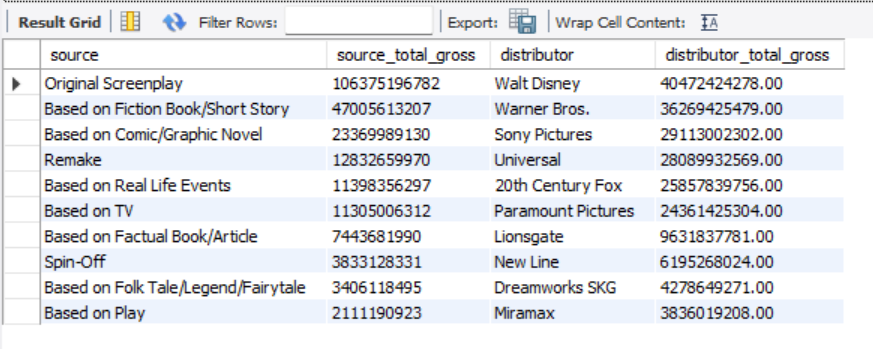 Result Grid Filter Rows: Export: Wrap Cell Content: IA
source source_total_gross distributor distributor_total_gross
Original Screenplay 106375196782 Walt Disney 40472424278.00
Based on Fiction Book/Short Story 47005613207 Warner Bros. 36269425479.00
Based on Comic/Graphic Novel 23369989130 Sony Pictures 29113002302.00
Remake 12832659970 Universal 28089932569.00
Based on Real Life Events 11398356297 20th Century Fox 25857839756.00
Based on TV 11305006312 Paramount Pictures 24361425304.00
Based on Factual Book/Article 7443681990 Lionsgate 9631837781.00
Spin-Off 3833128331 New Line 6195268024.00
Based on Folk Tale/Legend/Fairytale 3406118495 Dreamworks SKG 4278649271.00
Based on Play 2111190923 Miramax 3836019208.00